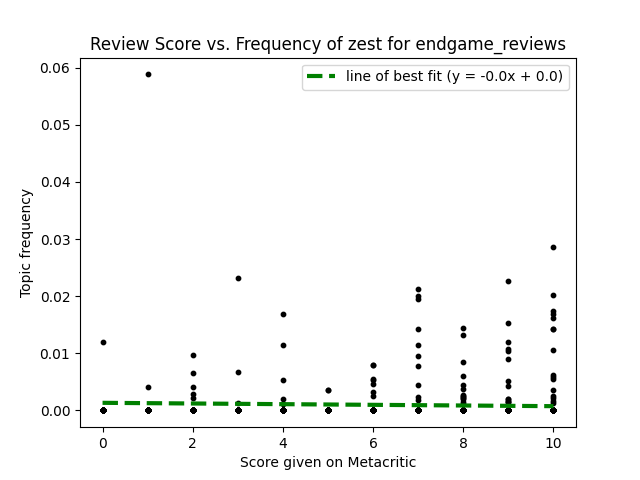 Review Score vs. Frequency of zest for endgame_reviews
line of best fit (y = -0.0x + 0.0)
Topic frequency
0.06
0.05
0.04
0.03
0.02
0.01
0.00
0 2 4 6 8 10
Score given on Metacritic